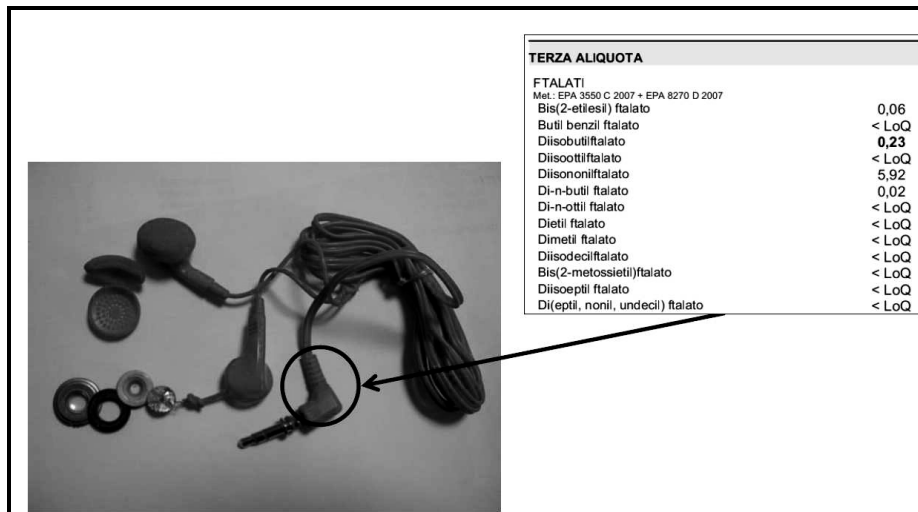 TERZA ALIQUOTA
FTALATI
Met.: EPA 3550 C 2007 + EPA 8270 D 2007
Bis(2-etilesil) ftalato 0,06
Butil benzil ftalato < LoQ
Diisobutilftalato 0,23
Diisoottilftalato < LoQ
Diisononilftalato 5,92
Di-n-butil ftalato 0,02
Di-n-ottil ftalato < LoQ
Dietil ftalato < LoQ
Dimetil ftalato < LoQ
Diisodecilftalato < LoQ
Bis(2-metossietil)ftalato < LoQ
Diisoeptil ftalato < LoQ
Di(eptil, nonil, undecil) ftalato < LoQ